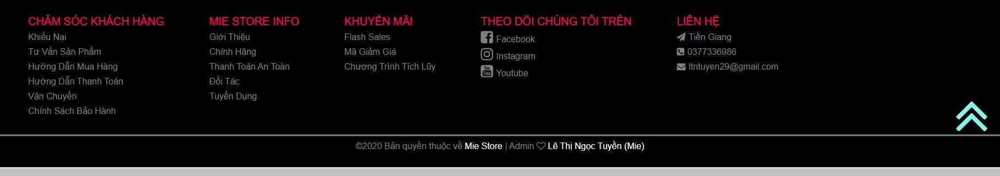 CHĂM SÓC KHÁCH HÀNG
Khiếu Nại
Tư Vấn Sản Phẩm
Hướng Dẫn Mua Hàng
Hướng Dẫn Thanh Toán
Vận Chuyển
Chính Sách Bảo Hành
MIE STORE INFO
Giới Thiệu
Chính Hãng
Thanh Toán An Toàn
Đối Tác
Tuyển Dụng
KHUYẾN MÃI
Flash Sales
Mã Giảm Giá
Chương Trình Tích Lũy
THEO DÕI CHÚNG TÔI TRÊN
Facebook
Instagram
You
Tube
Youtube
LIÊN HỆ
Tiền Giang
0377336986
ltntuyen29@gmail.com
©2020 Bản quyền thuộc về Mie Store | Admin ♡ Lê Thị Ngọc Tuyền (Mie)